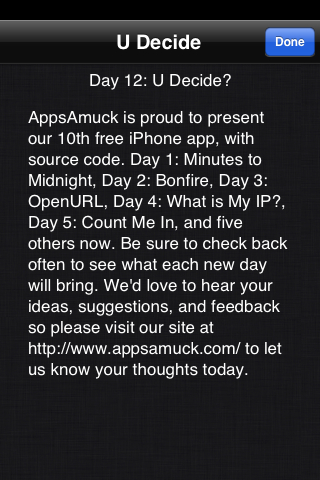 U Decide
Done
Day 12: U Decide?
AppsAmuck is proud to present
our 10th free iPhone app, with
source code. Day 1: Minutes to
Midnight, Day 2: Bonfire, Day 3:
OpenURL, Day 4: What is My IP?,
Day 5: Count Me In, and five
others now. Be sure to check back
often to see what each new day
will bring. We'd love to hear your
ideas, suggestions, and feedback
so please visit our site at
http://www.appsamuck.com/ to let
us know your thoughts today.